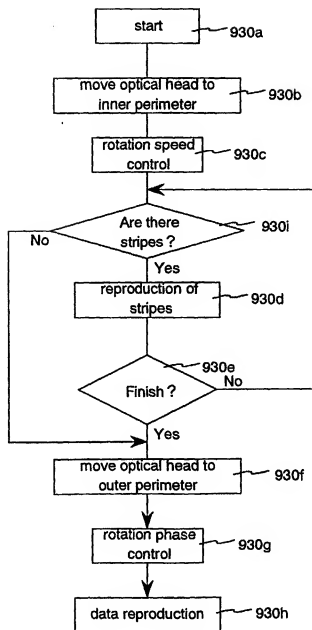 start
930a
move optical head to
inner perimeter
930b
rotation speed
control
930c
Are there
stripes ?
930i
No
Yes
reproduction of
stripes
930d
930e
Finish ?
No
Yes
move optical head to
outer perimeter
930f
rotation phase
control
930g
data reproduction
930h